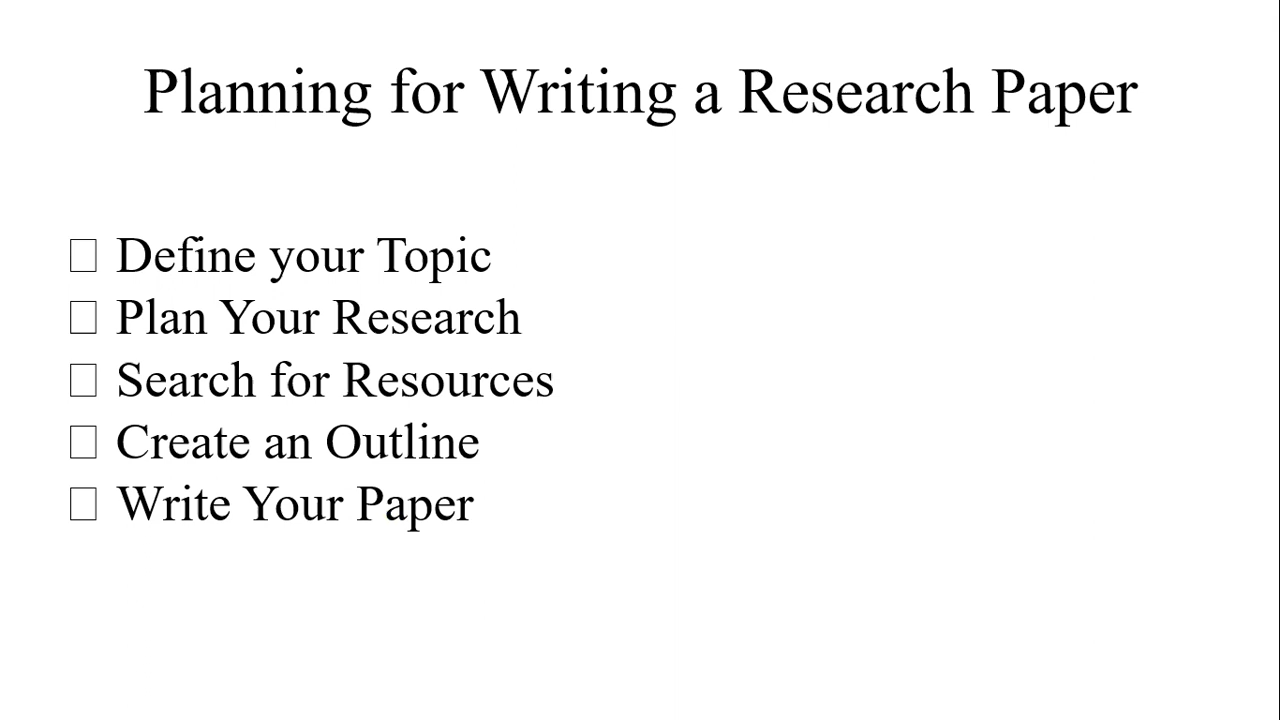 Planning for Writing a Research Paper
□ Define your Topic
□ Plan Your Research
□ Search for Resources
□ Create an Outline
□ Write Your Paper